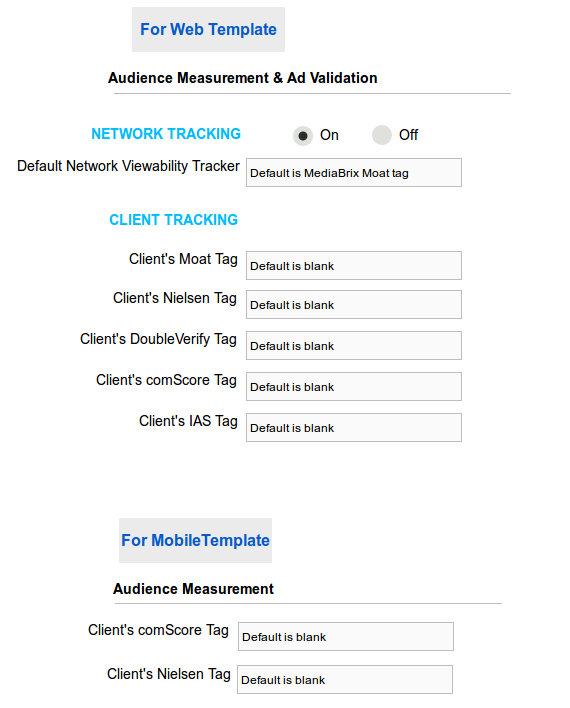 For Web Template
Audience Measurement & Ad Validation
NETWORK TRACKING On Off
Default Network Viewability Tracker Default is MediaBrix Moat tag
CLIENT TRACKING
Client's Moat Tag Default is blank
Client's Nielsen Tag Default is blank
Client's DoubleVerify Tag Default is blank
Client's comScore Tag Default is blank
Client's IAS Tag Default is blank
For MobileTemplate
Audience Measurement
Client's comScore Tag Default is blank
Client's Nielsen Tag Default is blank